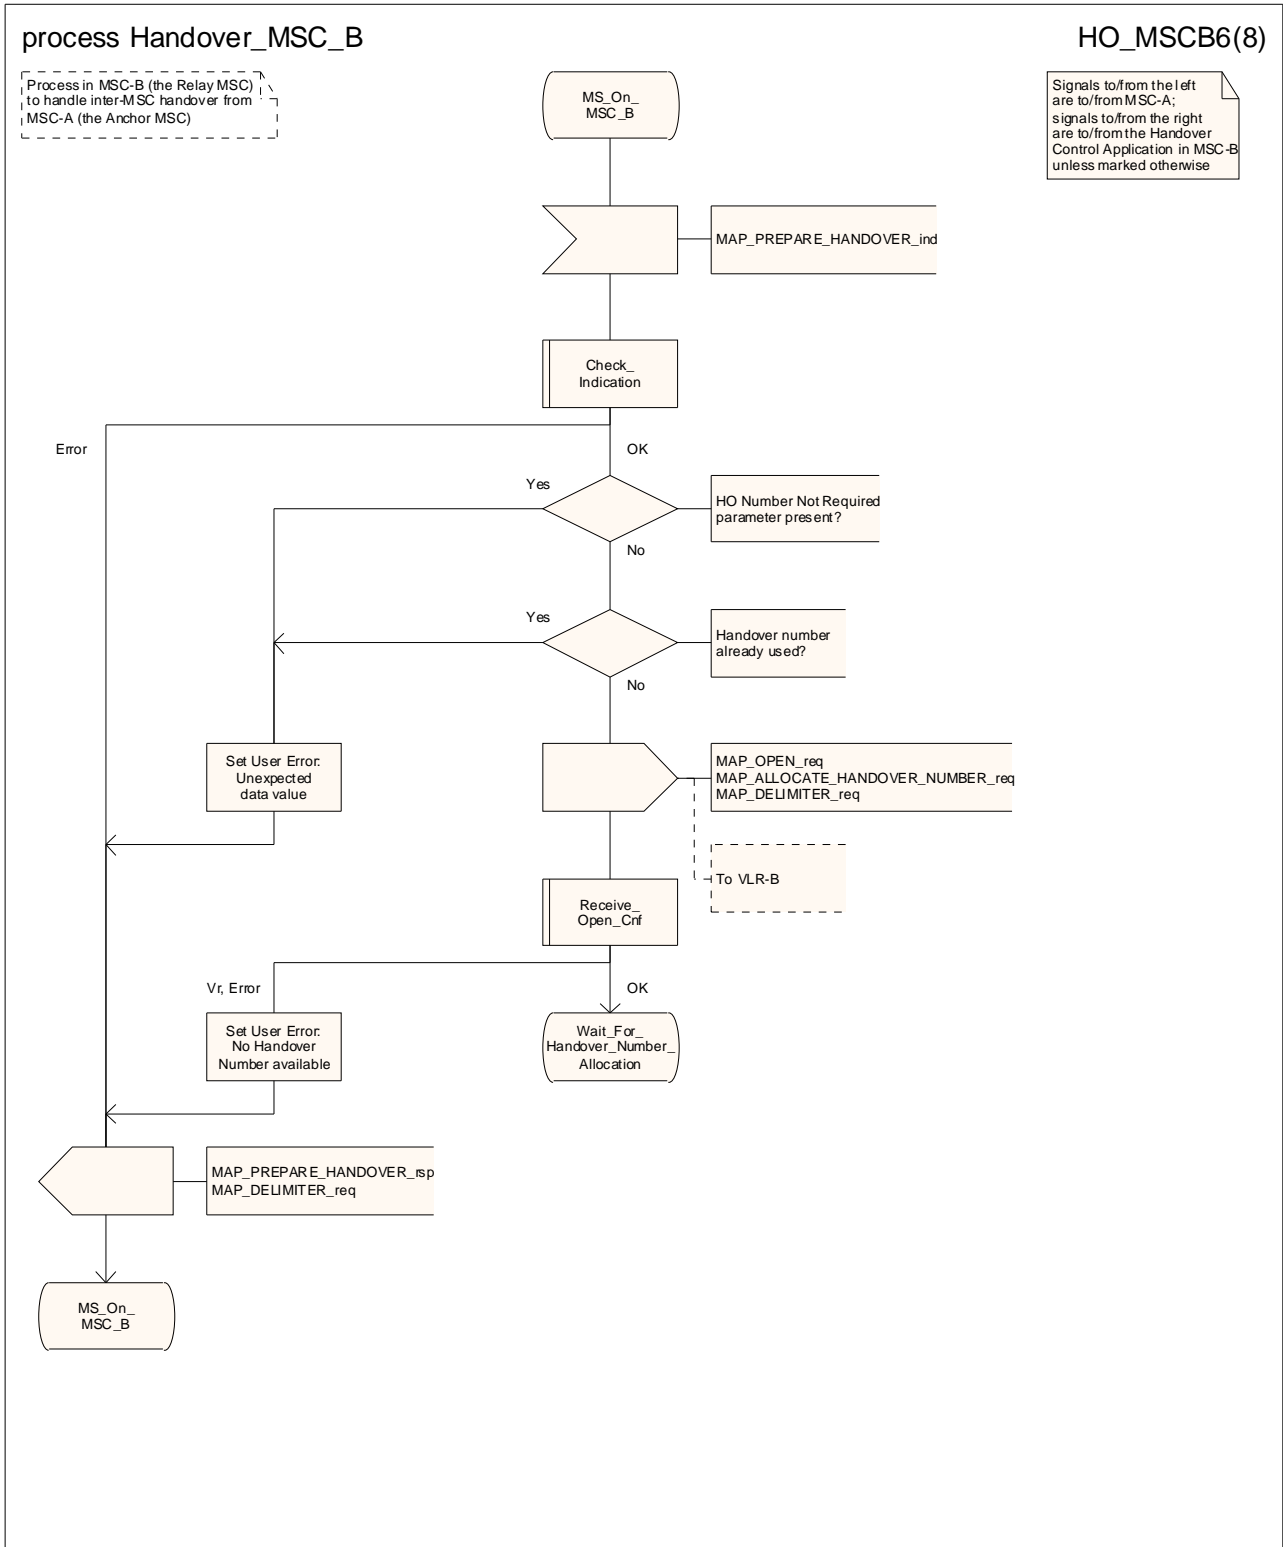 process Handover_MSC_B
HO_MSCB6(8)
Process in MSC-B (the Relay MSC)
to handle inter-MSC handover from
MSC-A (the Anchor MSC)
MS_On_
MSC_B
Signals to/from the left
are to/from MSC-A;
signals to/from the right
are to/from the Handover
Control Application in MSC-B
unless marked otherwise
MAP_PREPARE_HANDOVER_ind
Check_
Indication
Error
OK
Yes
HO Number Not Required
parameter present?
No
Yes
Handover number
already used?
No
Set User Error:
Unexpected
data value
MAP_OPEN_req
MAP_ALLOCATE_HANDOVER_NUMBER_req
MAP_DELIMITER_req
To VLR-B
Receive_
Open_Cnf
Vr, Error
OK
Set User Error:
No Handover
Number available
Wait_For_
Handover_Number_
Allocation
MAP_PREPARE_HANDOVER_rsp
MAP_DELIMITER_req
MS_On_
MSC_B